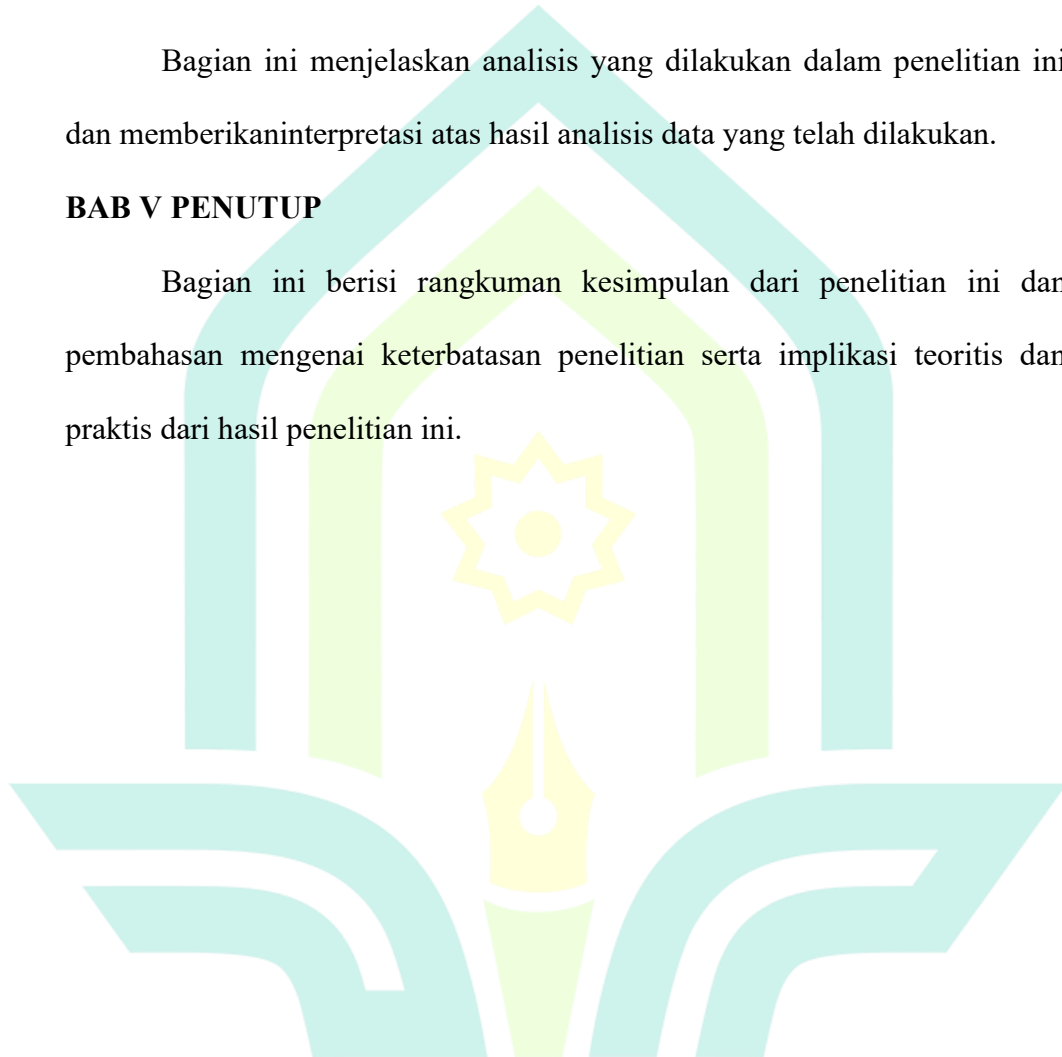 Bagian ini menjelaskan analisis yang dilakukan dalam penelitian ini
dan memberikaninterpretasi atas hasil analisis data yang telah dilakukan.
BAB V PENUTUP
Bagian ini berisi rangkuman kesimpulan dari penelitian ini dan
pembahasan mengenai keterbatasan penelitian serta implikasi teoritis dan
praktis dari hasil penelitian ini.